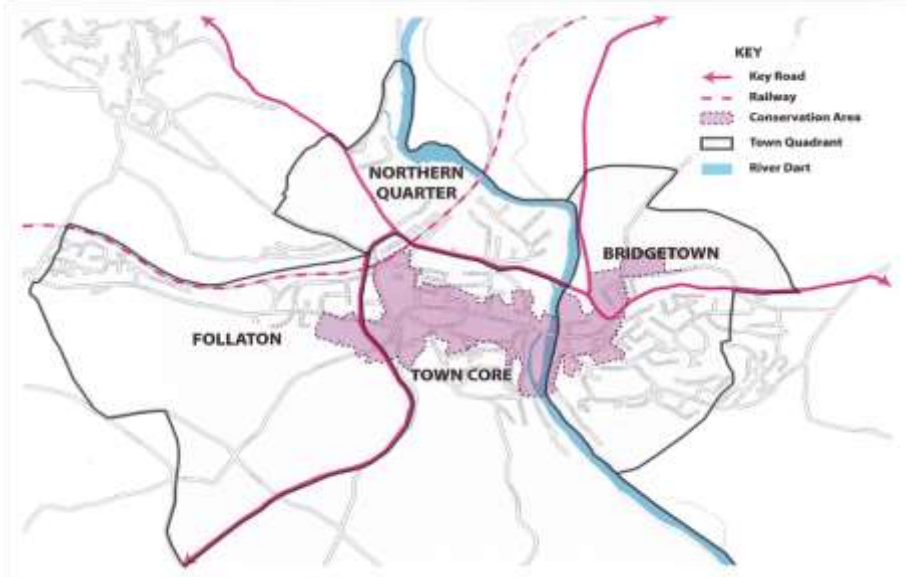 KEY
Key Road
Railway
Conservation Area
Town Quadrant
River Dart
NORTHERN
QUARTER
BRIDGETOWN
FOLLATON
TOWN CORE